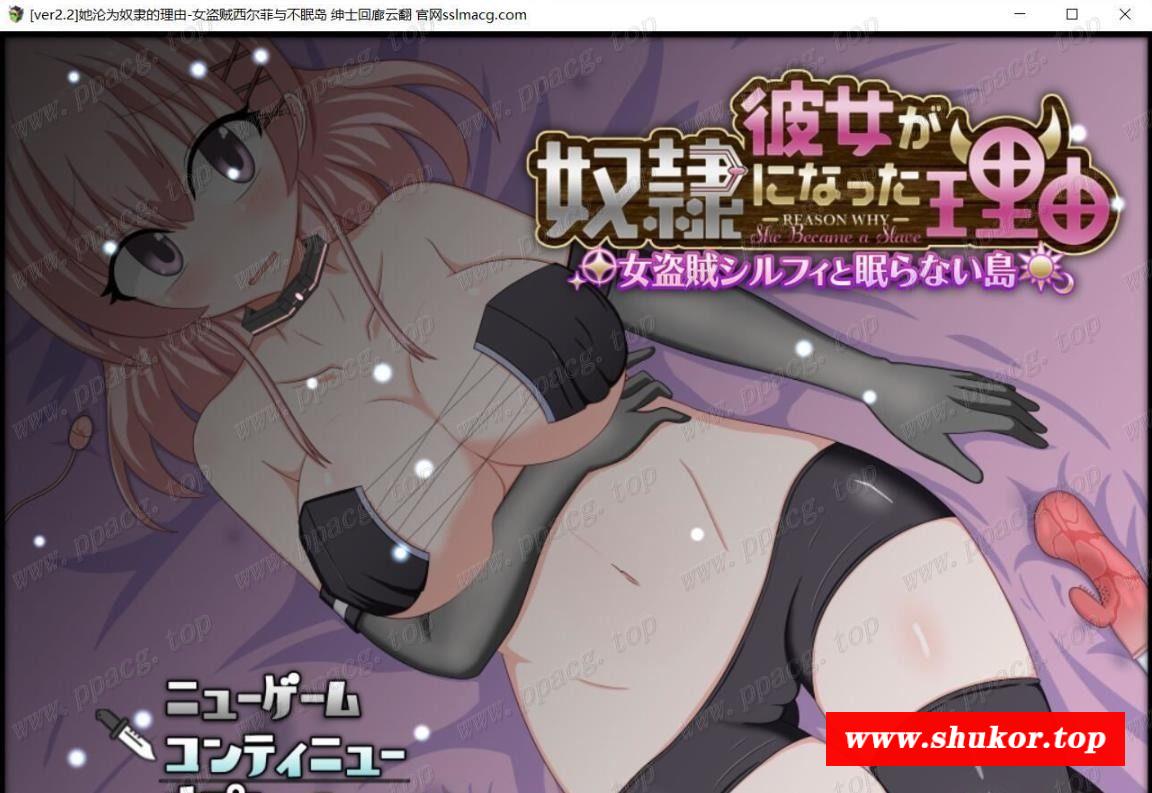 [ver2.2]她沦为奴隶的理由-女盗贼西尔菲与不眠岛 绅士回廊云翻 官网sslmacg.com
彼女が
奴隷になった理由
REASON WHY
She Became a Slave
女盗賊シルフィと眠らない島
www.ppacg.top
ニューゲーム
コンティニュー
www.shukor.top